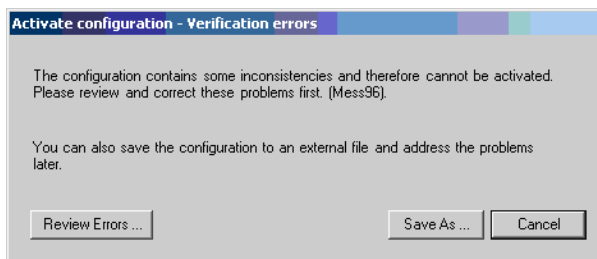 Activate configuration - Verification errors
The configuration contains some inconsistencies and therefore cannot be activated.
Please review and correct these problems first. (Mess96).
You can also save the configuration to an external file and address the problems
later.
Review Errors ...
Save As ...
Cancel